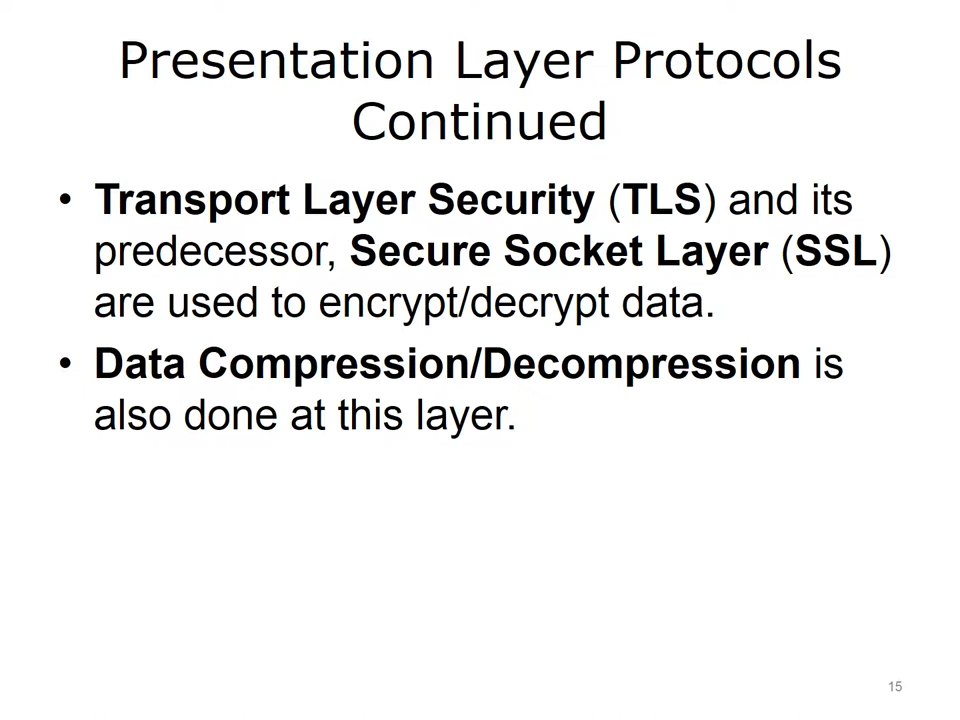 Presentation Layer Protocols
Continued
• Transport Layer Security (TLS) and its
predecessor, Secure Socket Layer (SSL)
are used to encrypt/decrypt data.
• Data Compression/Decompression is
also done at this layer.
15